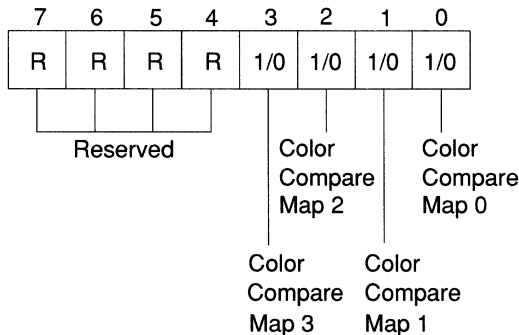 7 6 5 4 3 2 1 0
R R R R 1/0 1/0 1/0 1/0
Reserved
Color
Compare
Map 2
Color
Compare
Map 0
Color
Compare
Map 3
Color
Compare
Map 1